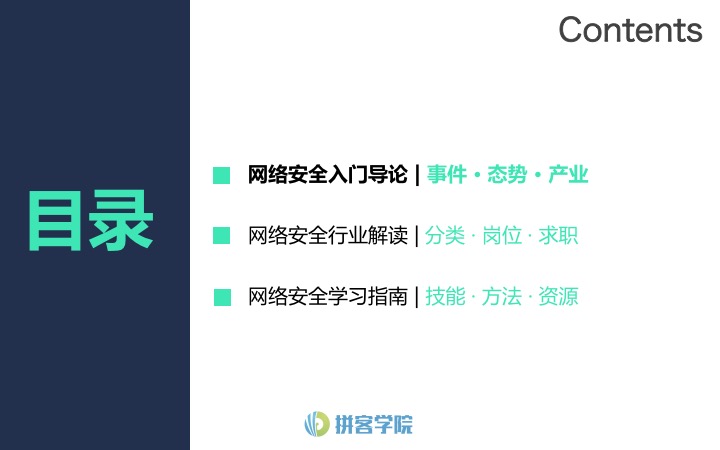 Contents
目录
网络安全入门导论 | 事件・态势・产业
网络安全行业解读 | 分类 · 岗位 · 求职
网络安全学习指南 | 技能 · 方法 · 资源
拼客学院